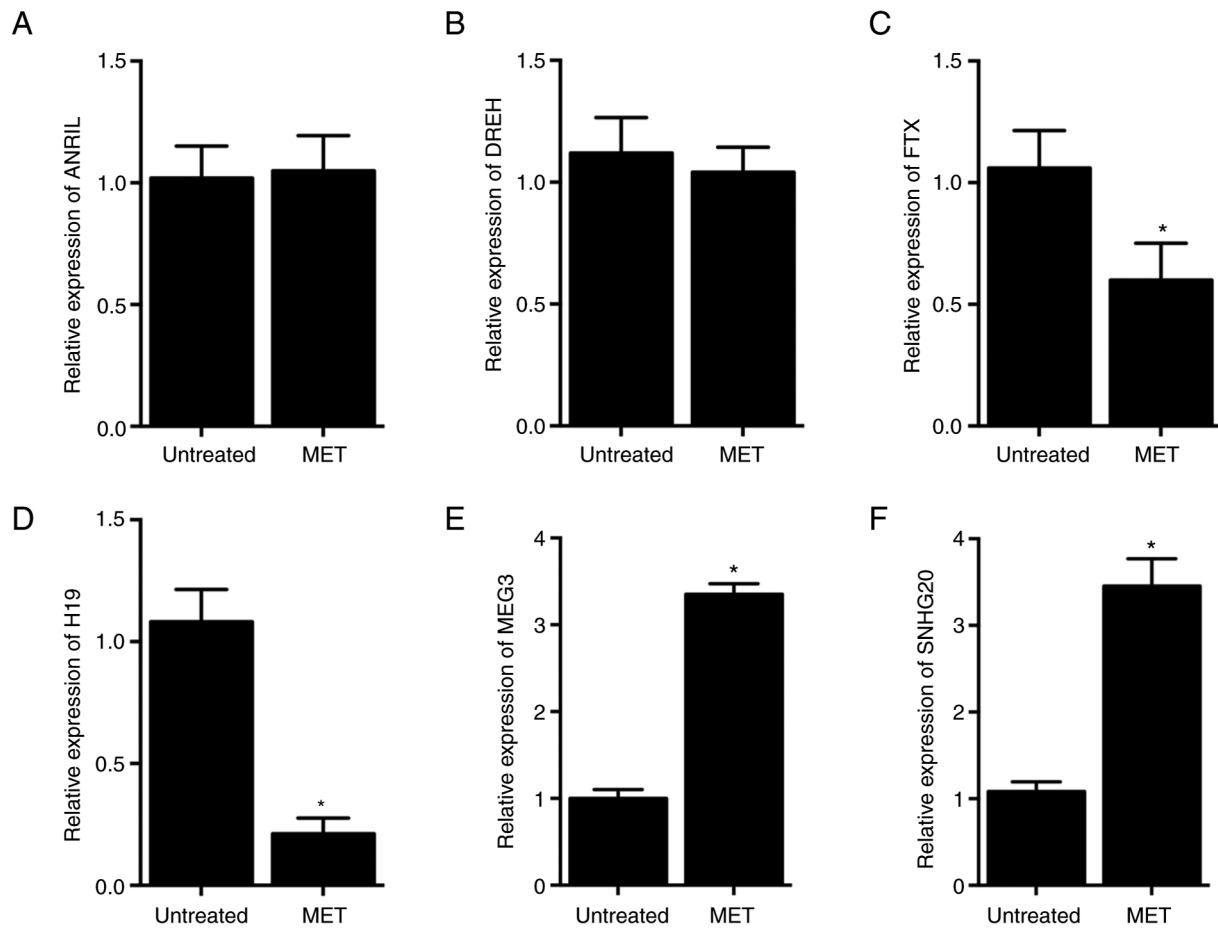 A
Relative expression of ANRIL
1.5
1.0
0.5
0.0
Untreated
MET
B
Relative expression of DREH
1.5
1.0
0.5
0.0
Untreated
MET
C
Relative expression of FTX
1.5
1.0
0.5
0.0
*
Untreated
MET
D
Relative expression of H19
1.5
1.0
0.5
0.0
*
Untreated
MET
E
Relative expression of MEG3
4
3
2
1
0
*
Untreated
MET
F
Relative expression of SNHG20
4
3
2
1
0
*
Untreated
MET